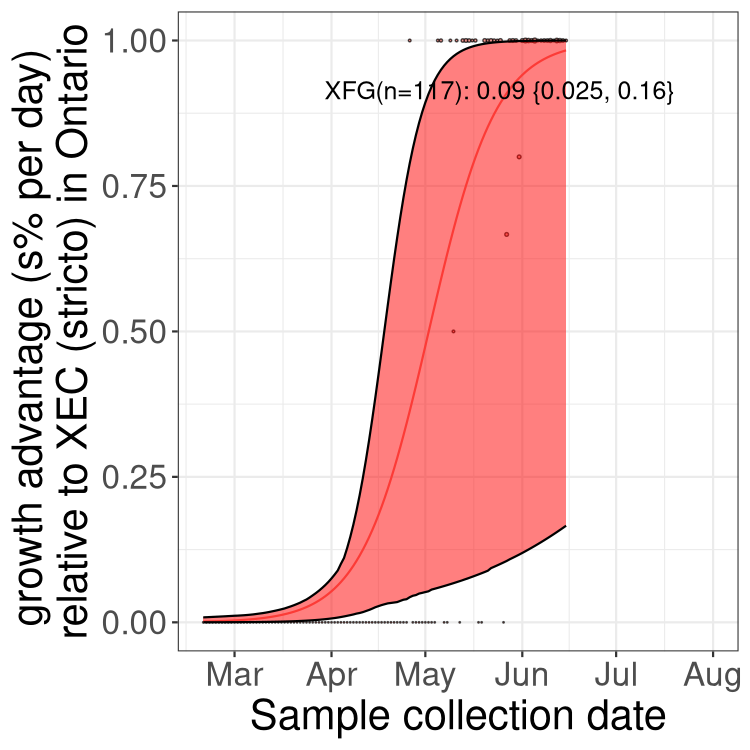 growth advantage (s% per day)
relative to XEC (stricto) in Ontario
1.00
0.75
0.50
0.25
0.00
XFG(n=117): 0.09 {0.025, 0.16}
Mar Apr May Jun Jul Aug
Sample collection date